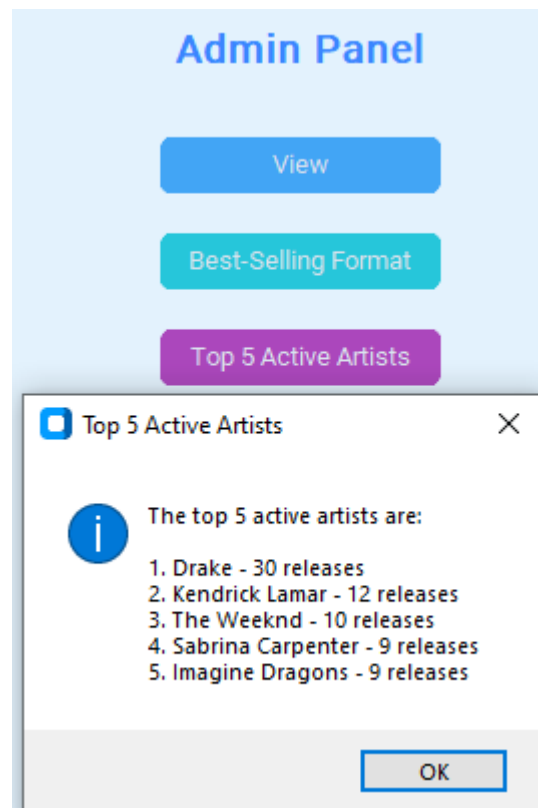 Admin Panel
View
Best-Selling Format
Top 5 Active Artists
Top 5 Active Artists
The top 5 active artists are:
1. Drake - 30 releases
2. Kendrick Lamar - 12 releases
3. The Weeknd - 10 releases
4. Sabrina Carpenter - 9 releases
5. Imagine Dragons - 9 releases
OK